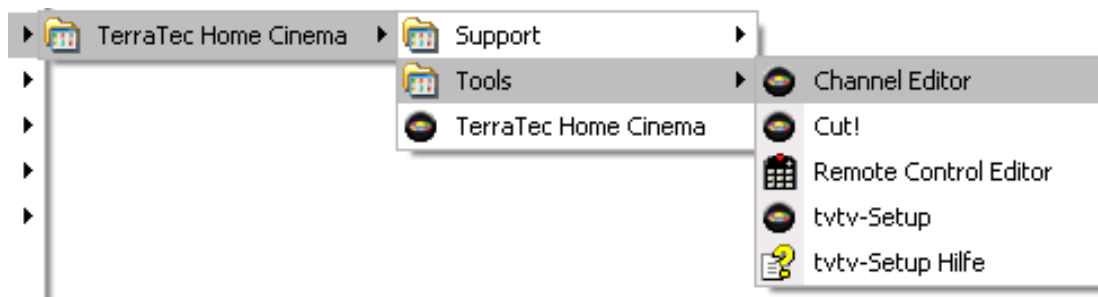 TerraTec Home Cinema
Support
Tools
TerraTec Home Cinema
Channel Editor
Cut!
Remote Control Editor
tvtv-Setup
tvtv-Setup Hilfe